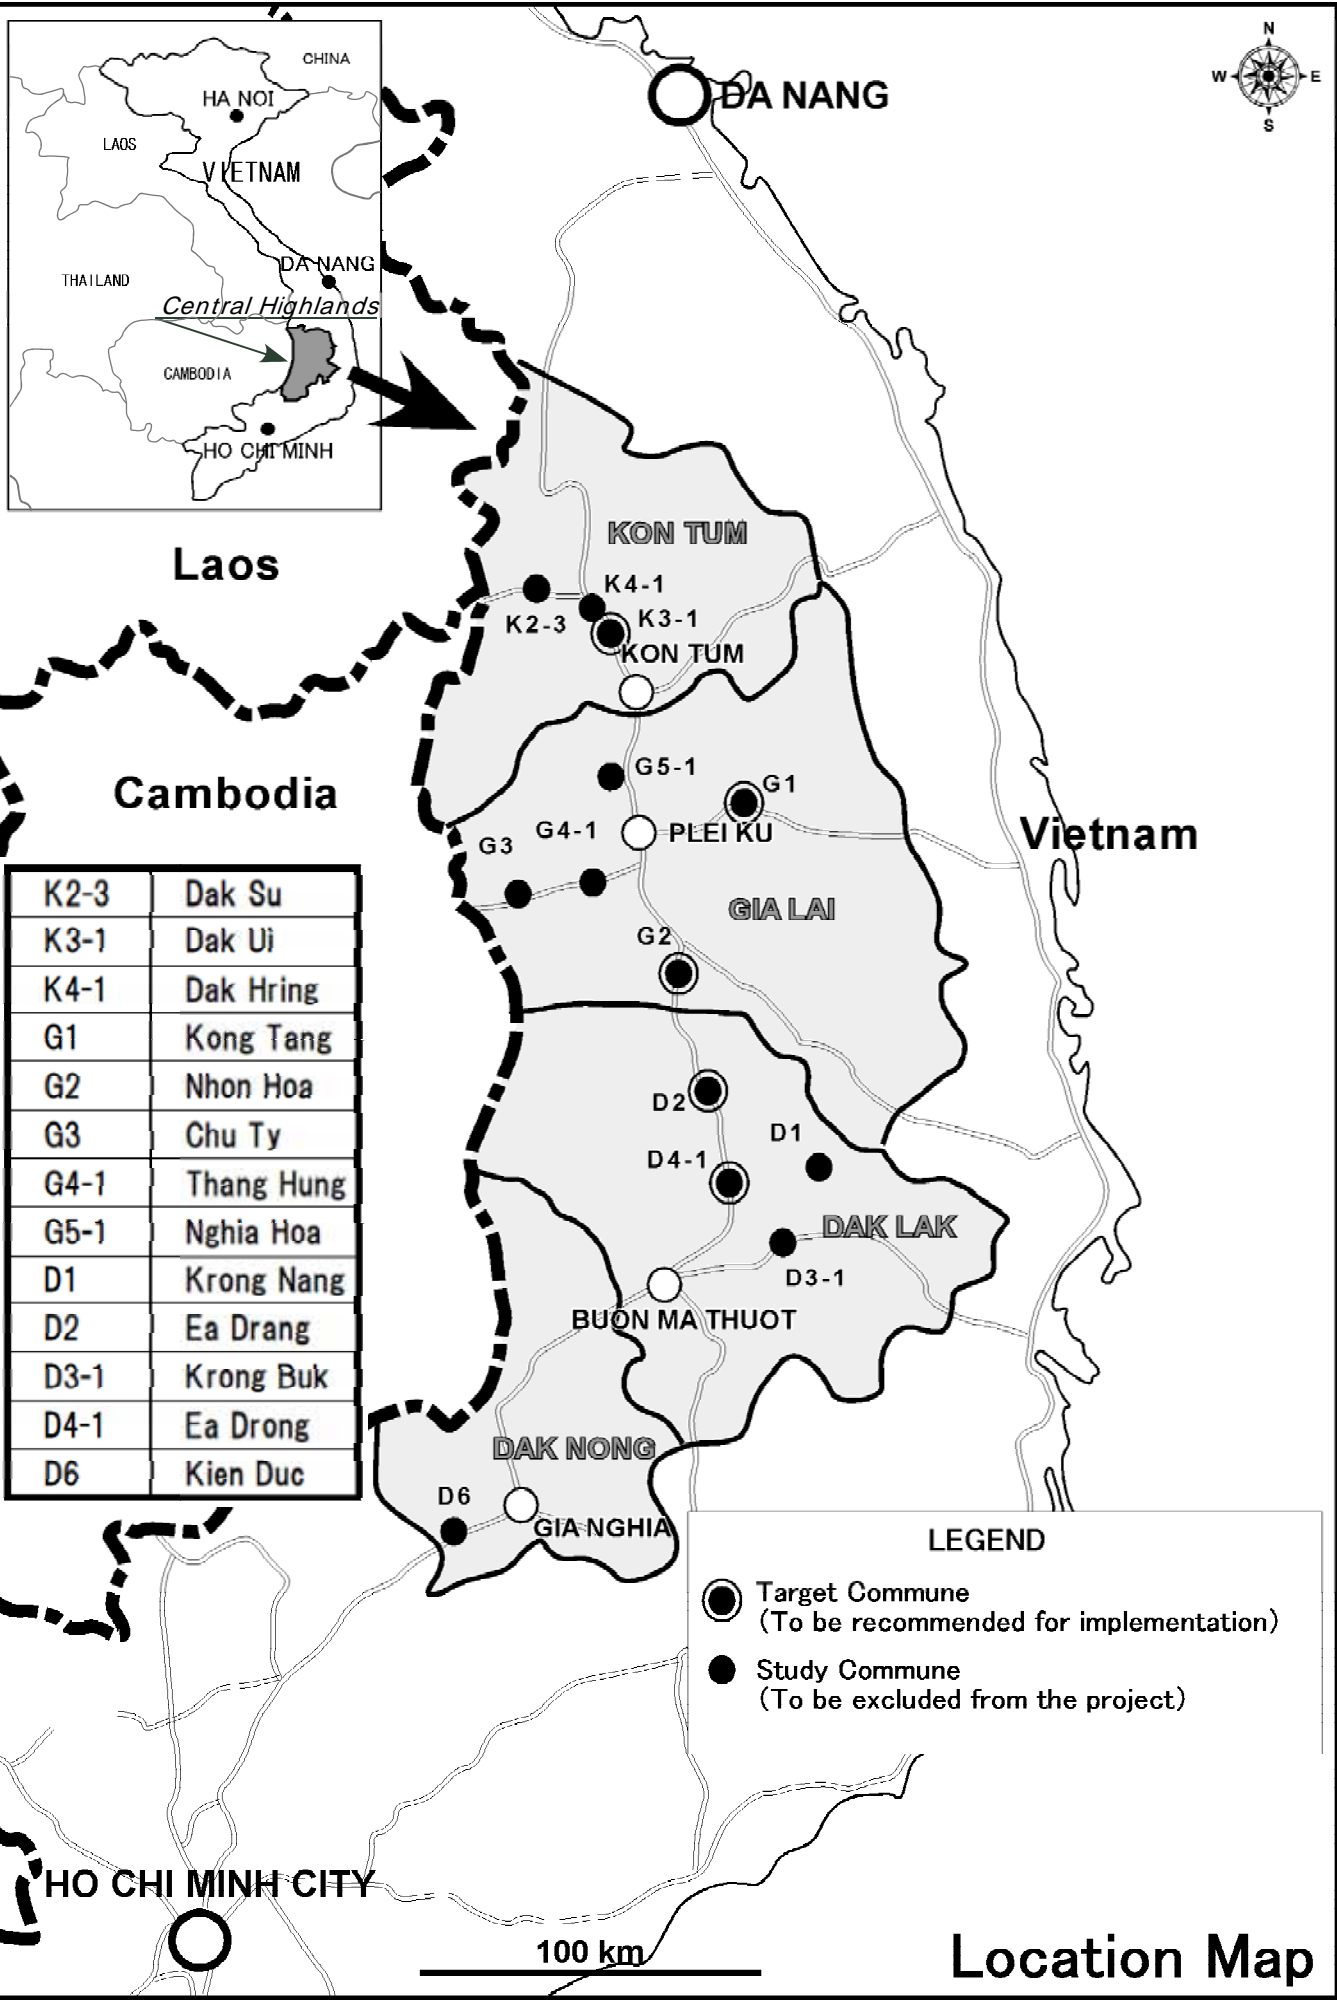 N
W E
S
CHINA
HA NOI
LAOS
VIETNAM
DA NANG
THAILAND
Central Highlands
CAMBODIA
HO CHI MINH
DA NANG
Laos
Cambodia
Vietnam
KON TUM
K4-1
K2-3
K3-1
KON TUM
G5-1
G1
G4-1
PLEI KU
G3
GIA LAI
G2
D2
D1
D4-1
DAK LAK
D3-1
BUON MA THUOT
DAK NONG
D6
GIA NGHIA
K2-3 Dak Su
K3-1 Dak Ui
K4-1 Dak Hring
G1 Kong Tang
G2 Nhon Hoa
G3 Chu Ty
G4-1 Thang Hung
G5-1 Nghia Hoa
D1 Krong Nang
D2 Ea Drang
D3-1 Krong Buk
D4-1 Ea Drong
D6 Kien Duc
LEGEND
Target Commune
(To be recommended for implementation)
Study Commune
(To be excluded from the project)
HO CHI MINH CITY
100 km
Location Map